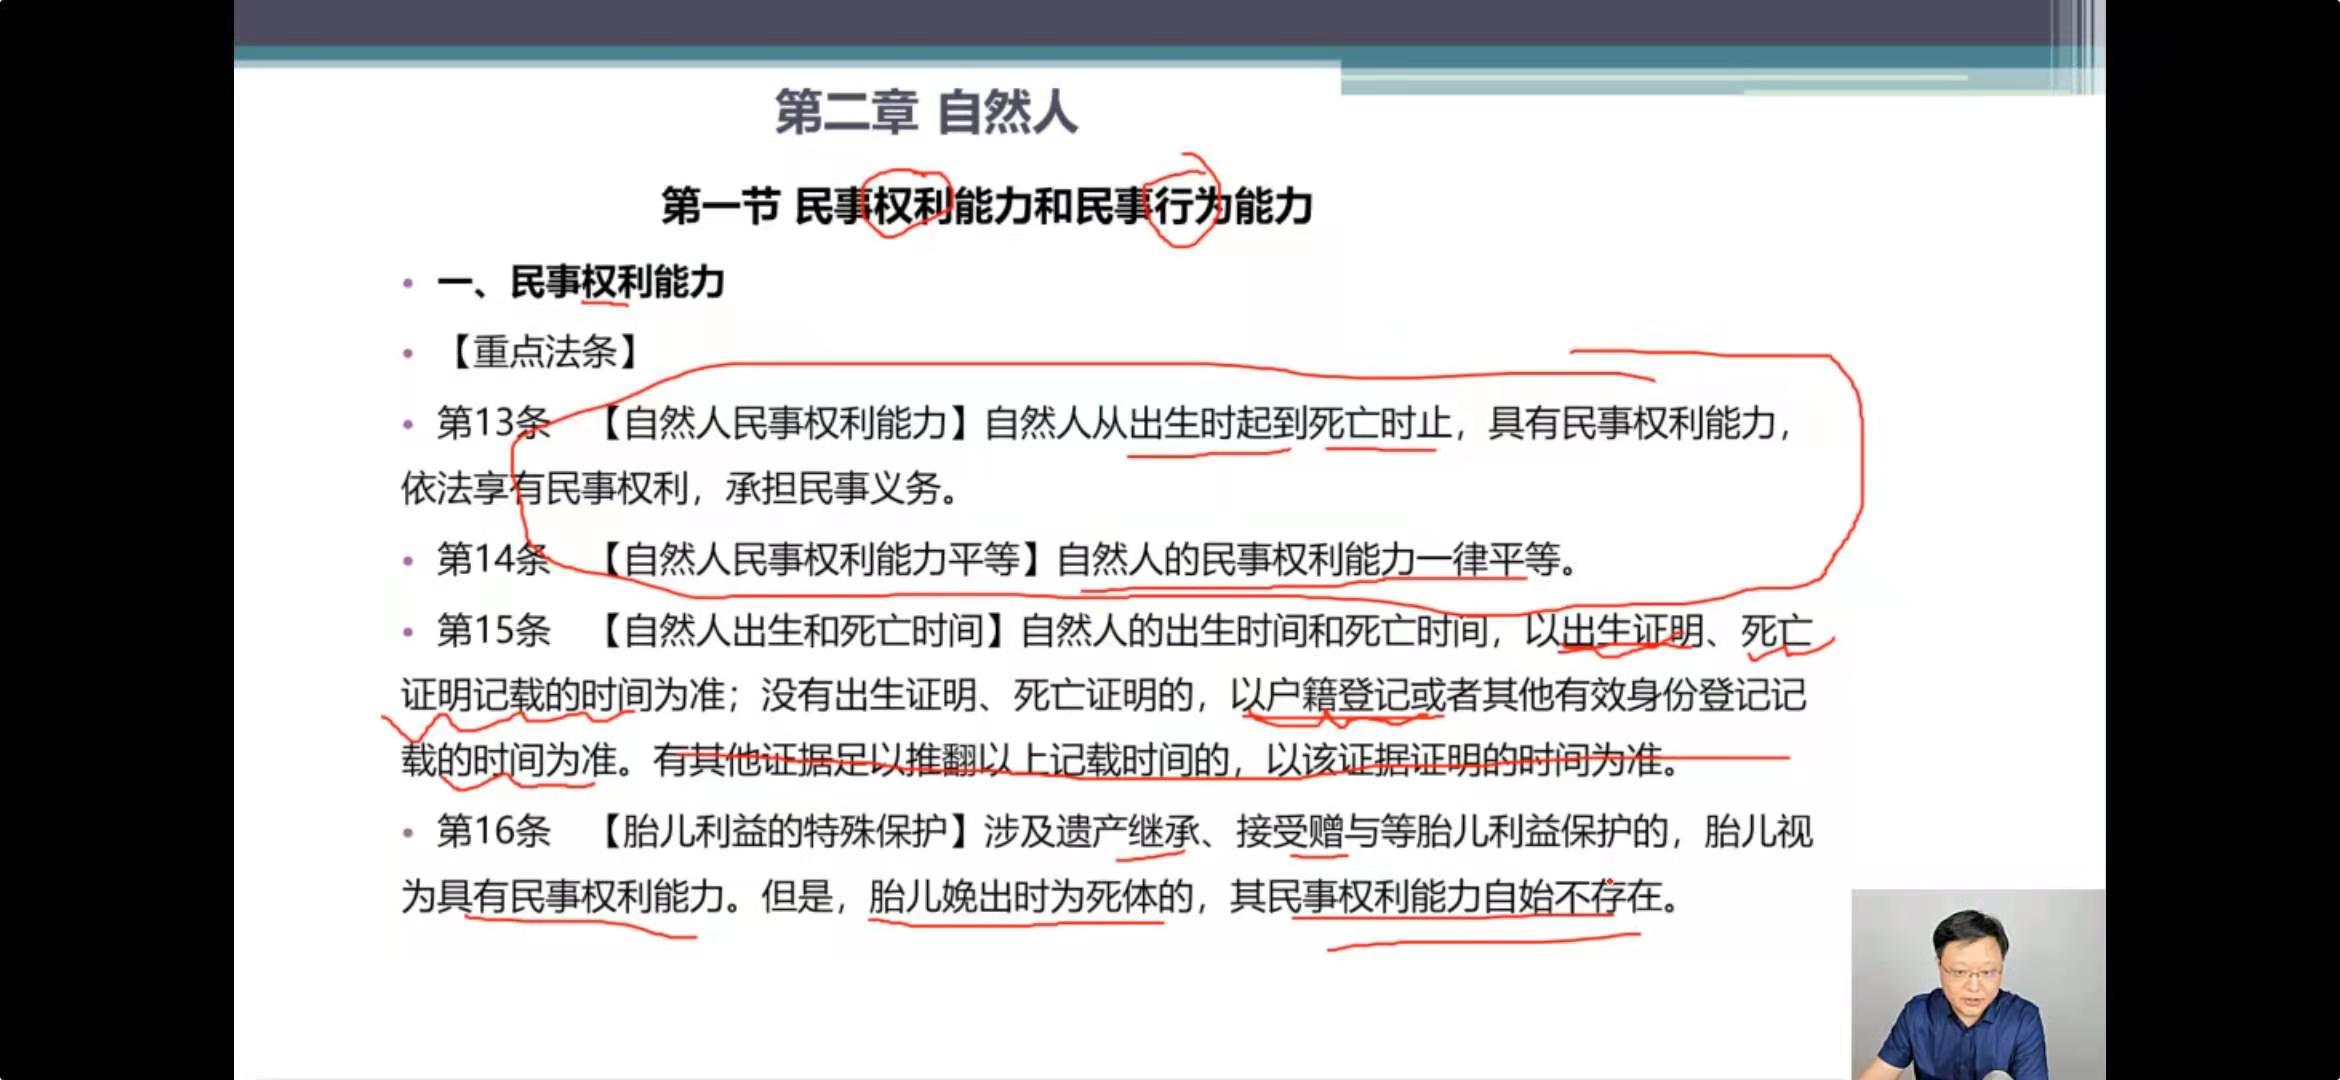 第二章 自然人
第一节 民事权利能力和民事行为能力
• 一、民事权利能力
• 【重点法条】
• 第13条 【自然人民事权利能力】自然人从出生时起到死亡时止，具有民事权利能力，
依法享有民事权利，承担民事义务。
• 第14条 【自然人民事权利能力平等】自然人的民事权利能力一律平等。
• 第15条 【自然人出生和死亡时间】自然人的出生时间和死亡时间，以出生证明、死亡
证明记载的时间为准；没有出生证明、死亡证明的，以户籍登记或者其他有效身份登记记
载的时间为准。有其他证据足以推翻以上记载时间的，以该证据证明的时间为准。
• 第16条 【胎儿利益的特殊保护】涉及遗产继承、接受赠与等胎儿利益保护的，胎儿视
为具有民事权利能力。但是，胎儿娩出时为死体的，其民事权利能力自始不存在。